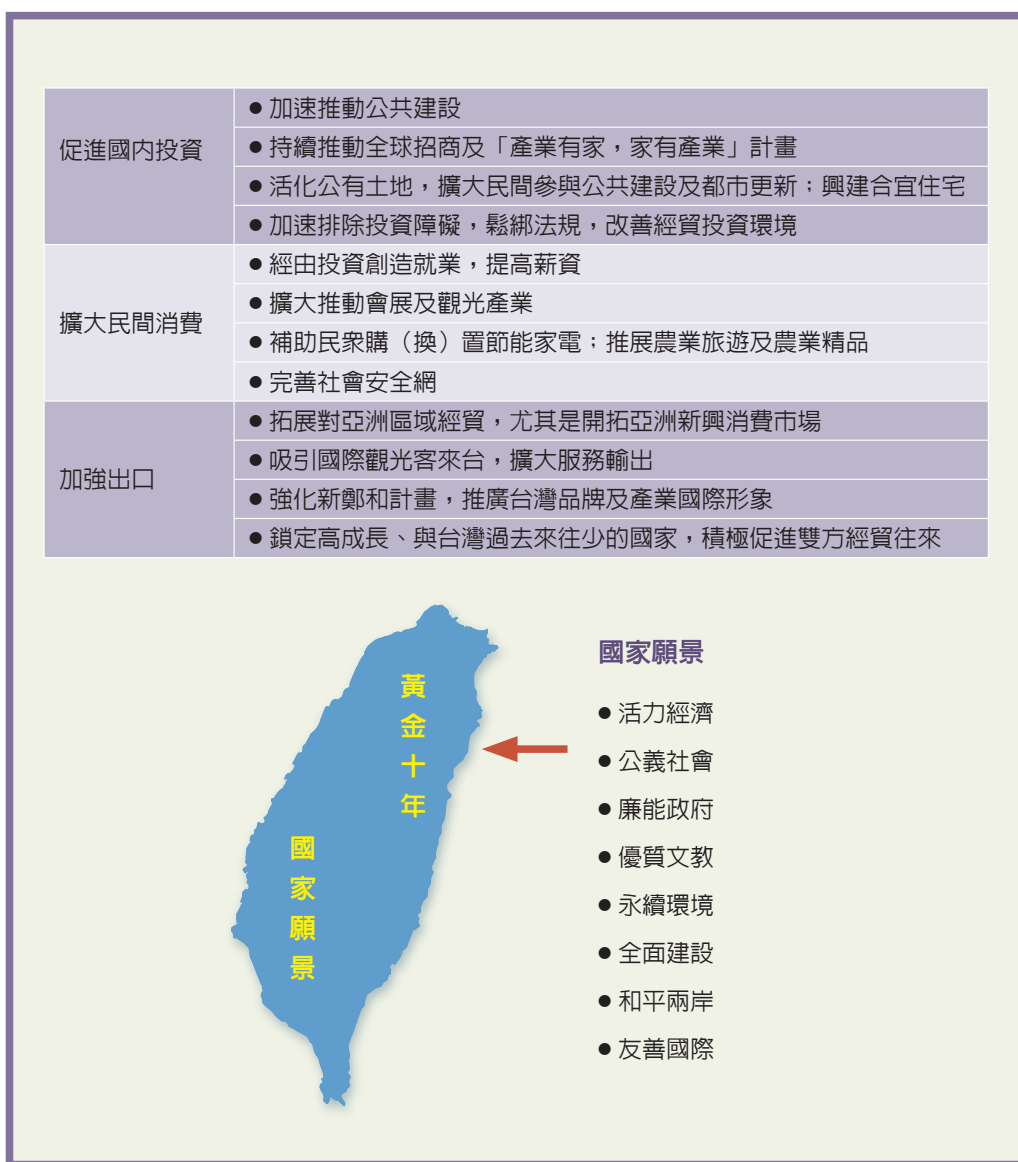 促進國內投資
● 加速推動公共建設
● 持續推動全球招商及「產業有家，家有產業」計畫
● 活化公有土地，擴大民間參與公共建設及都市更新；興建合宜住宅
● 加速排除投資障礙，鬆綁法規，改善經貿投資環境
擴大民間消費
● 經由投資創造就業，提高薪資
● 擴大推動會展及觀光產業
● 補助民眾購（換）置節能家電；推展農業旅遊及農業精品
● 完善社會安全網
加強出口
● 拓展對亞洲區域經貿，尤其是開拓亞洲新興消費市場
● 吸引國際觀光客來台，擴大服務輸出
● 強化新鄭和計畫，推廣台灣品牌及產業國際形象
● 鎖定高成長、與台灣過去來往少的國家，積極促進雙方經貿往來
黃金十年
國家願景
國家願景
● 活力經濟
● 公義社會
● 廉能政府
● 優質文教
● 永續環境
● 全面建設
● 和平兩岸
● 友善國際